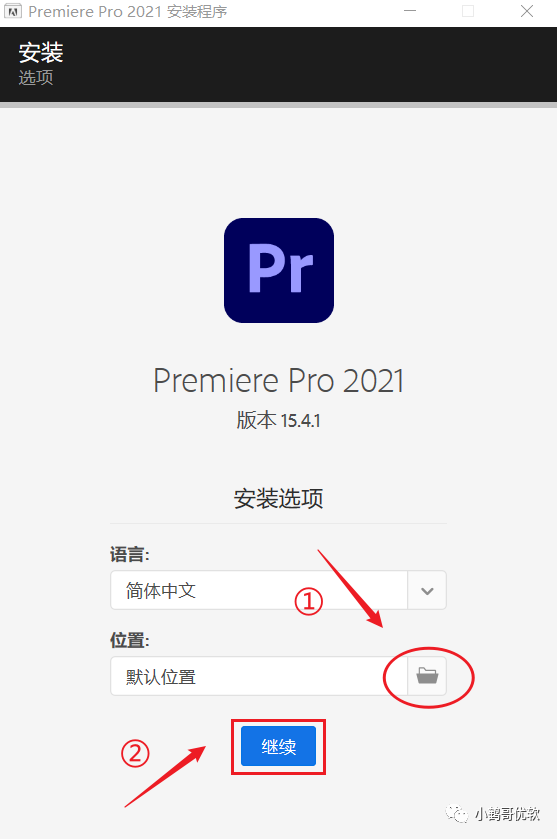 Premiere Pro 2021 安装程序
安装
选项
Pr
Premiere Pro 2021
版本 15.4.1
安装选项
语言:
简体中文
①
位置:
默认位置
②
继续
小鹤哥优软